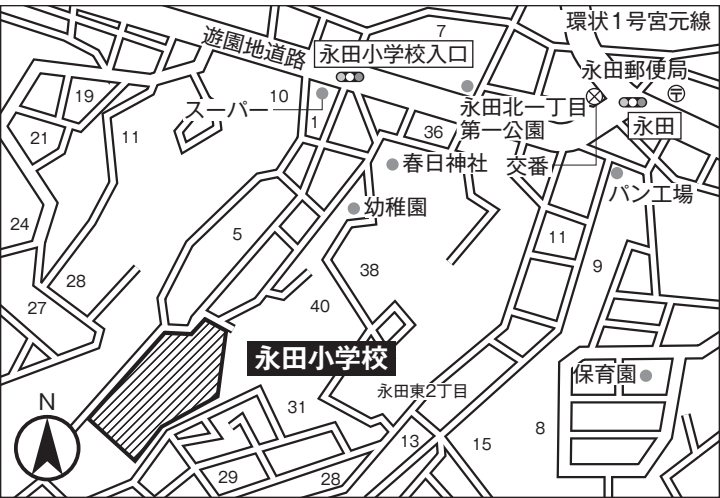 環状1号宮元線
7
遊園地道路
永田小学校入口
永田郵便局
〒
19
スーパー
10
1
永田北一丁目
第一公園
永田
21
11
36
春日神社
交番
パン工場
幼稚園
24
5
11
9
38
28
27
40
永田小学校
保育園
永田東2丁目
N
31
13
15
8
29
28